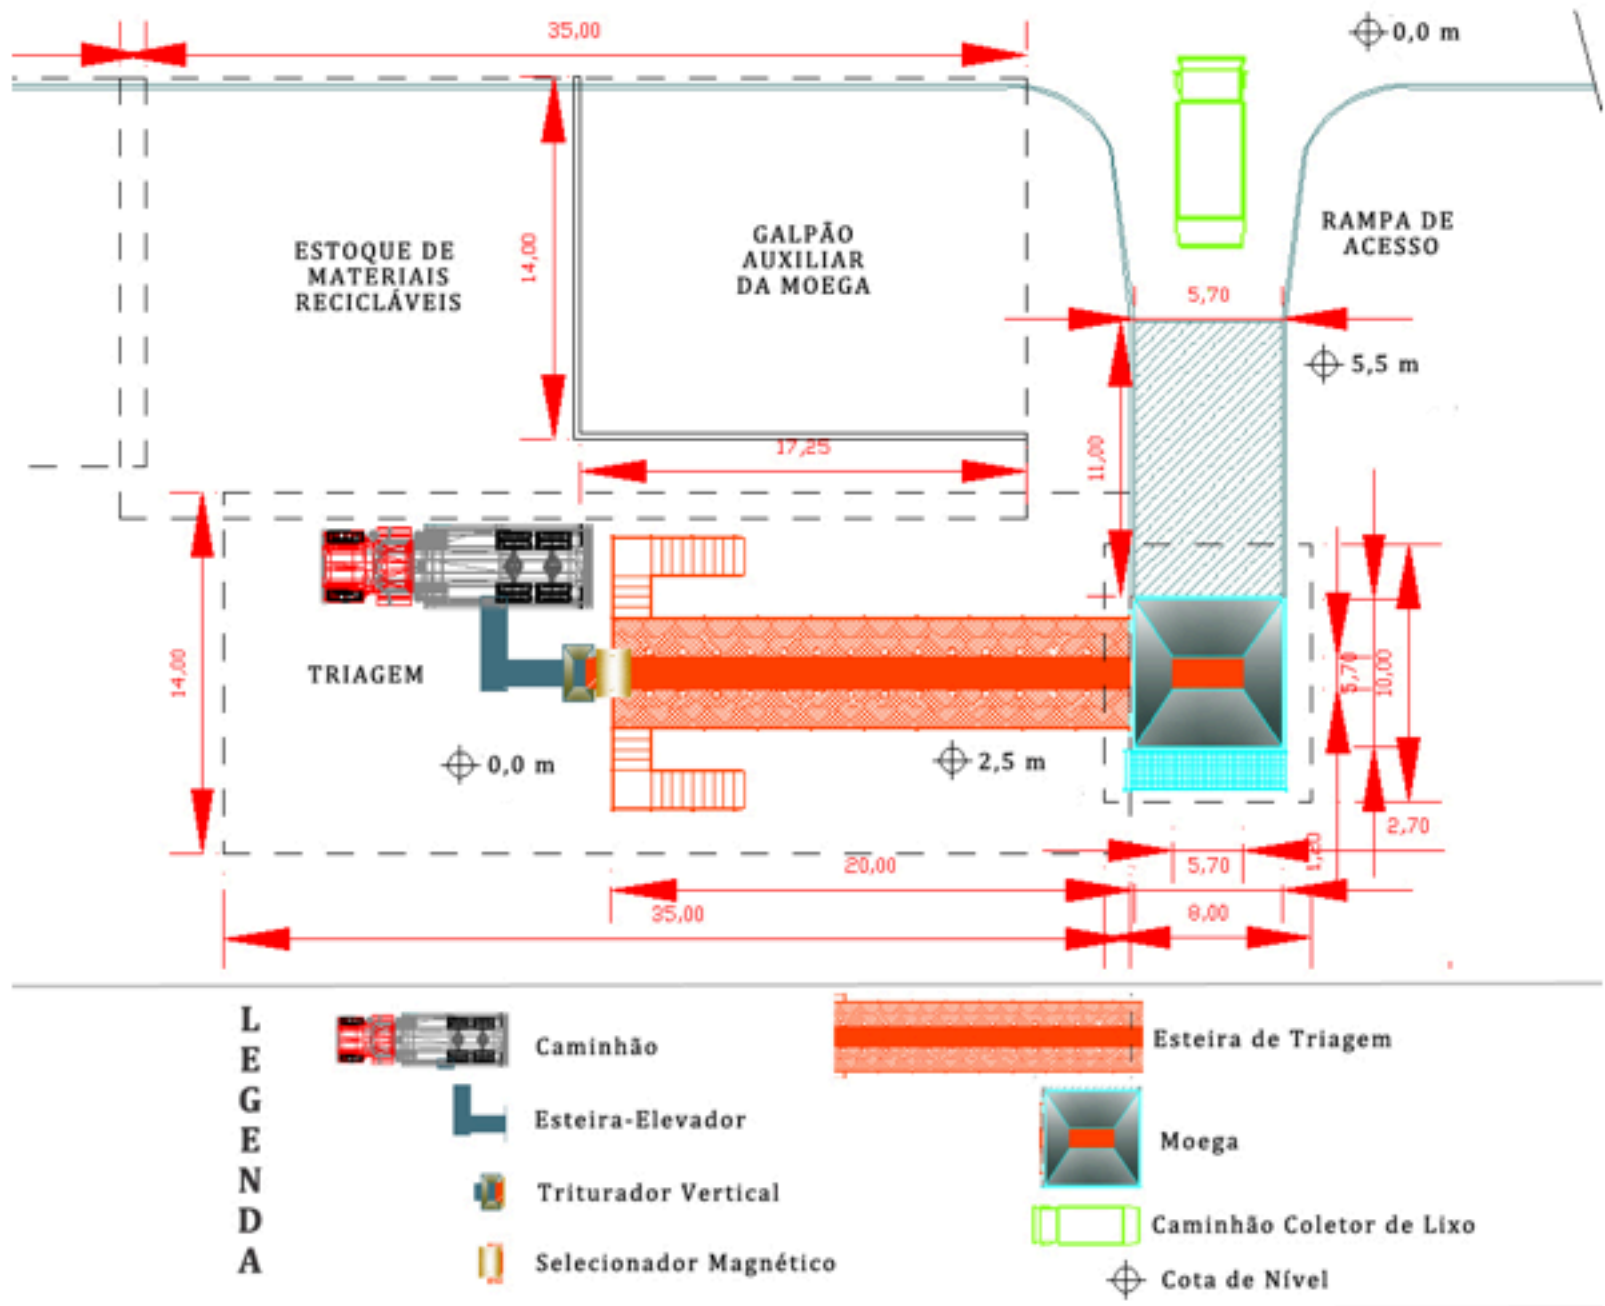 35,00
0,0 m
ESTOQUE DE
MATERIAIS
RECICLÁVEIS
14,00
GALPÃO
AUXILIAR
DA MOEGA
RAMPA DE
ACESSO
5,70
5,5 m
17,25
11,00
14,00
TRIAGEM
0,0 m
2,5 m
5,70
10,00
2,70
1,20
20,00
5,70
35,00
8,00
LEGENDA
Caminhão
Esteira-Elevador
Triturador Vertical
Selecionador Magnético
Esteira de Triagem
Moega
Caminhão Coletor de Lixo
Cota de Nível